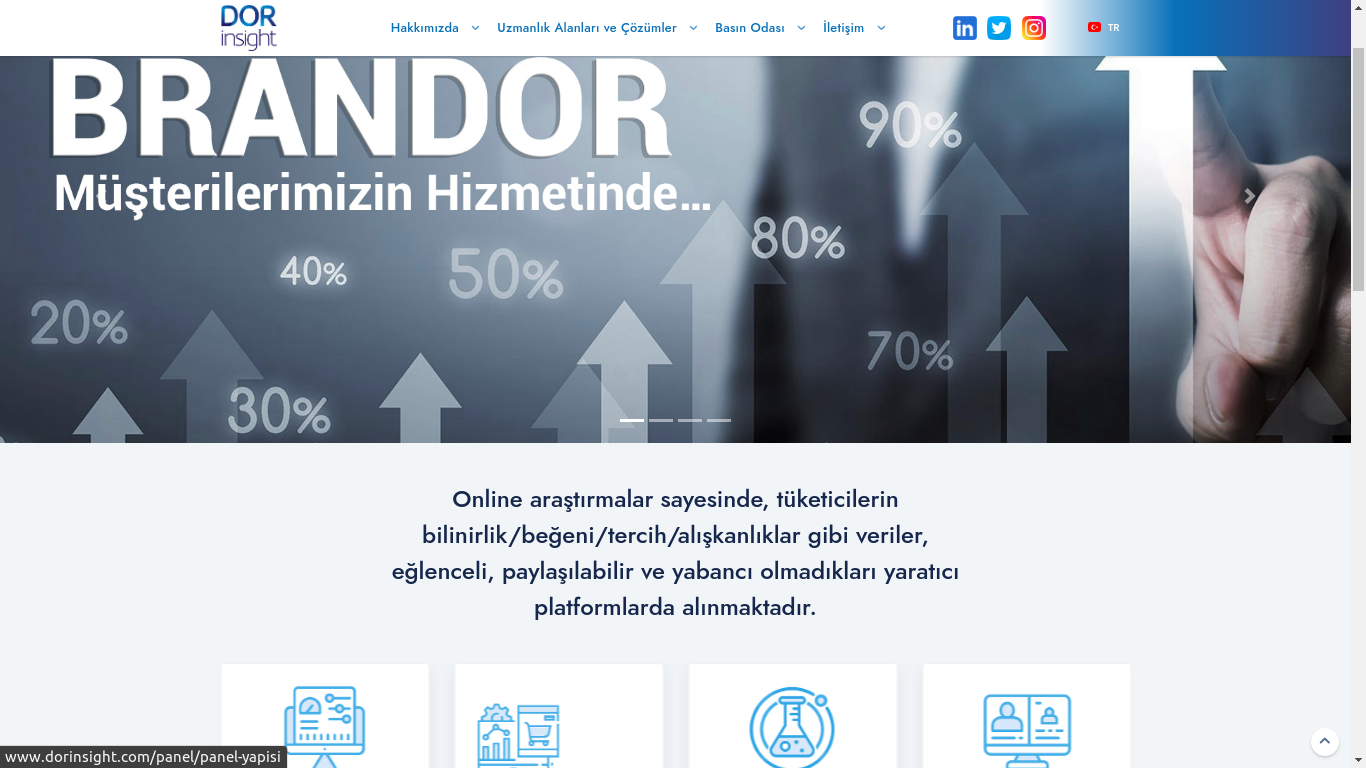 DOR
insight
Hakkımızda
Uzmanlık Alanları ve Çözümler
Basın Odası
İletişim
TR
BRANDOR
Müşterilerimizin Hizmetinde...
90%
80%
40%
50%
20%
70%
30%
Online araştırmalar sayesinde, tüketicilerin
bilinirlik/beğeni/tercih/alışkanlıklar gibi veriler,
eğlenceli, paylaşılabilir ve yabancı olmadıkları yaratıcı
platformlarda alınmaktadır.
www.dorinsight.com/panel/panel-yapisi